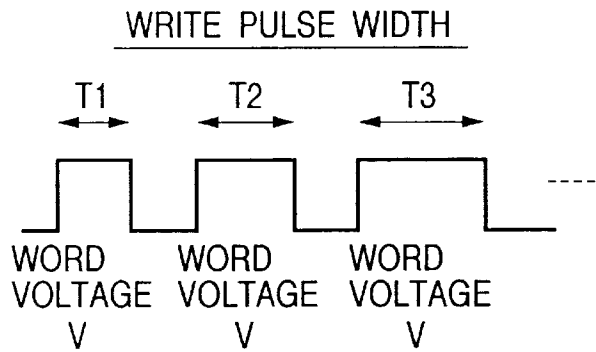 WRITE PULSE WIDTH
T1 T2 T3
WORD WORD WORD
VOLTAGE VOLTAGE VOLTAGE
V V V